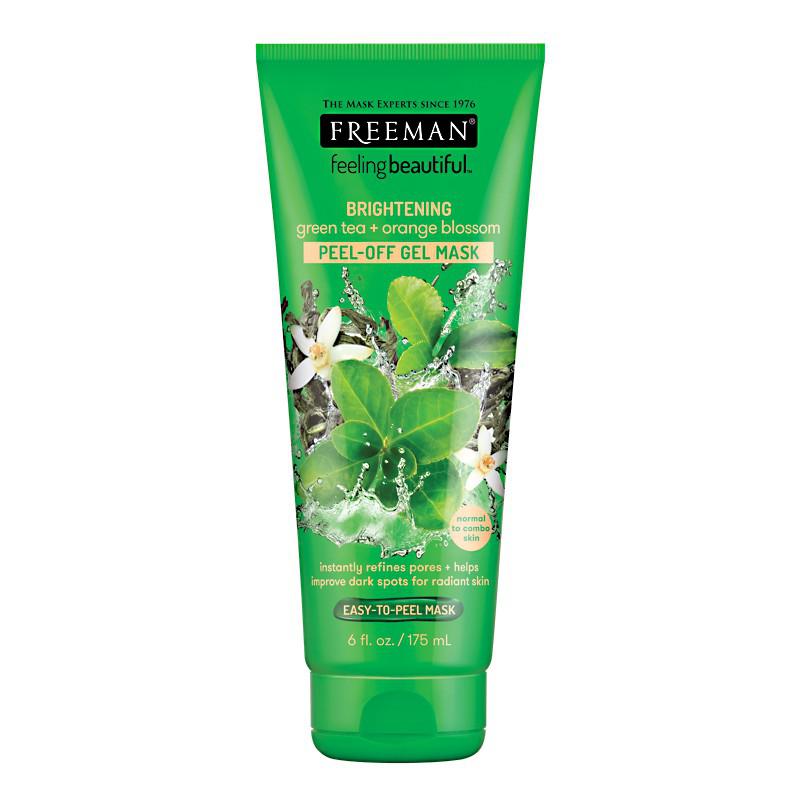 THE MASK EXPERTS SINCE 1976
FREEMAN®
feelingbeautiful™
BRIGHTENING
green tea + orange blossom
PEEL-OFF GEL MASK
normal
to combo
skin
instantly refines pores + helps
improve dark spots for radiant skin
EASY-TO-PEEL MASK
6 fl. oz. / 175 mL